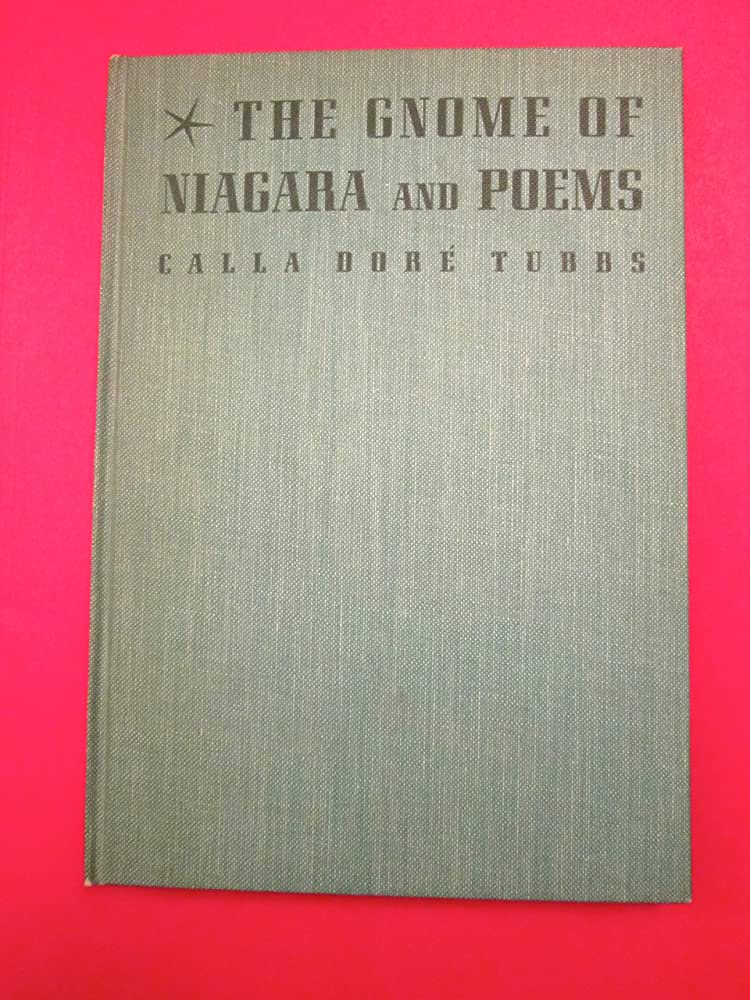 THE GNOME OF
NIAGARA AND POEMS
CALLA DORÉ TUBBS